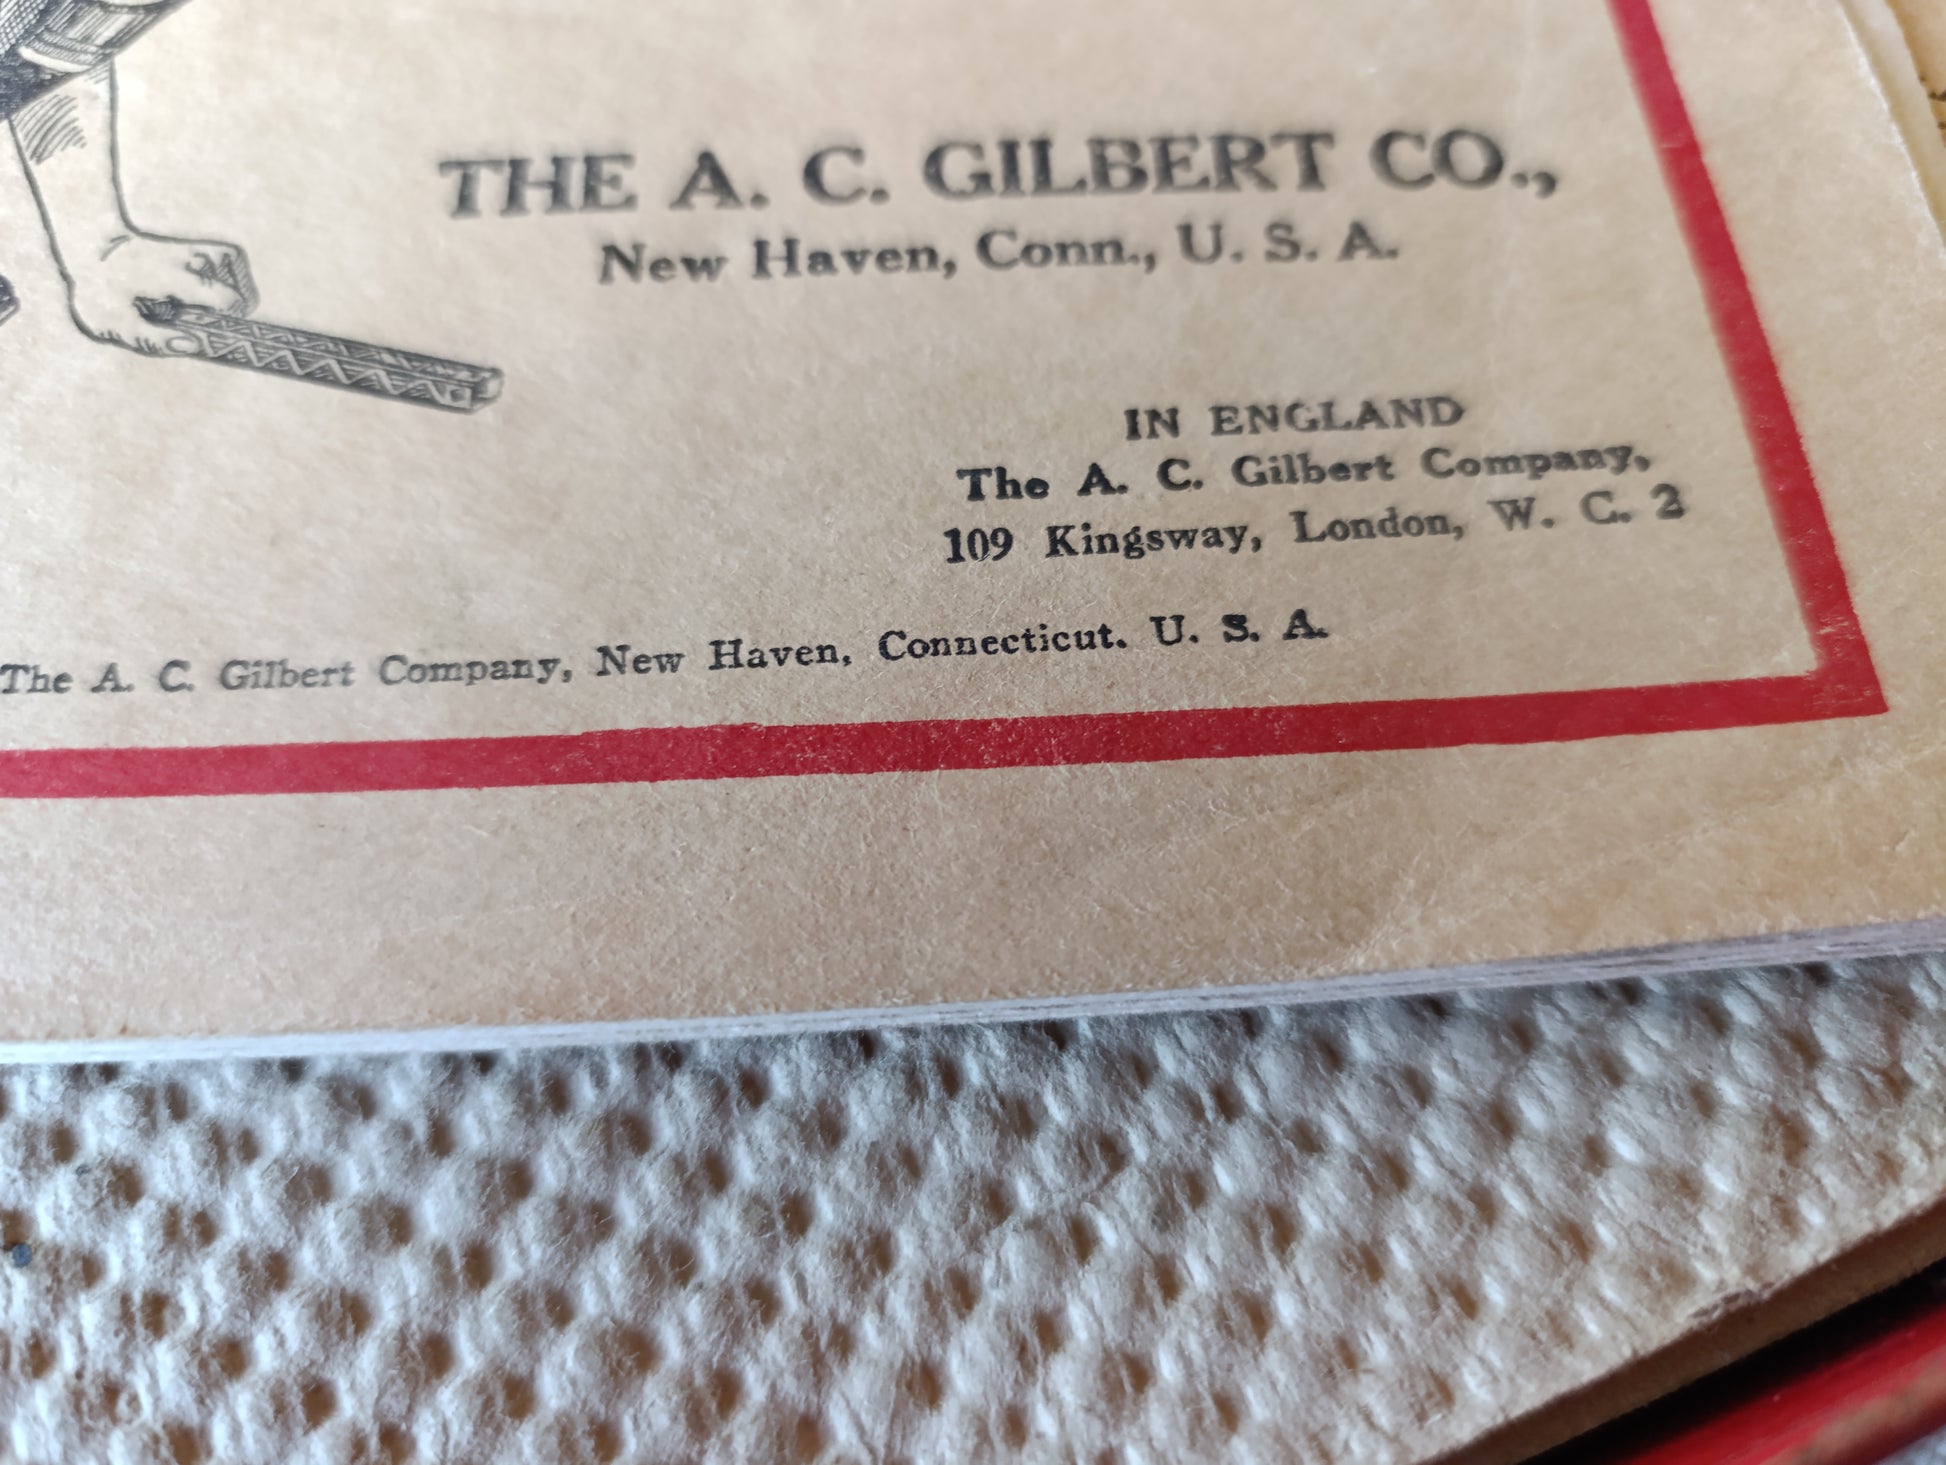 THE A. C. GILBERT CO.,
New Haven, Conn., U. S. A.
IN ENGLAND
The A. C. Gilbert Company,
109 Kingsway, London, W. C. 2
The A. C. Gilbert Company, New Haven, Connecticut. U. S. A.